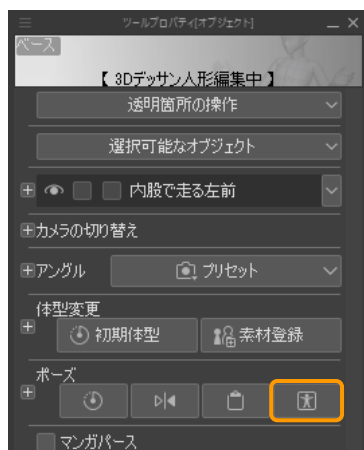 ツールプロパティ[オブジェクト]
ベース
【 3Dデッサン人形編集中 】
透明箇所の操作
選択可能なオブジェクト
内股で走る左前
カメラの切り替え
アングル
プリセット
体型変更
初期体型
素材登録
ポーズ
マンガパース